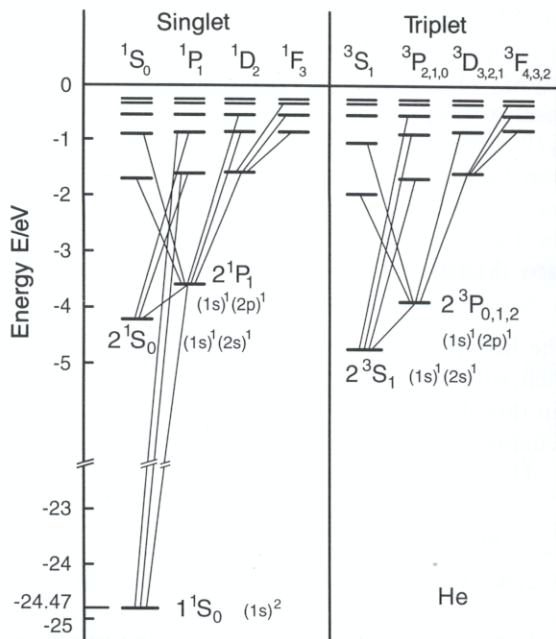 Singlet
Triplet
¹S₀ ¹P₁ ¹D₂ ¹F₃
³S₁ ³P₂,₁,₀ ³D₃,₂,₁ ³F₄,₃,₂
Energy E/eV
0
-1
-2
-3
-4
-5
-23
-24
-24.47
-25
2¹P₁
(1s)¹(2p)¹
2¹S₀ (1s)¹(2s)¹
1¹S₀ (1s)²
2³P₀,₁,₂
(1s)¹(2p)¹
2³S₁ (1s)¹(2s)¹
He